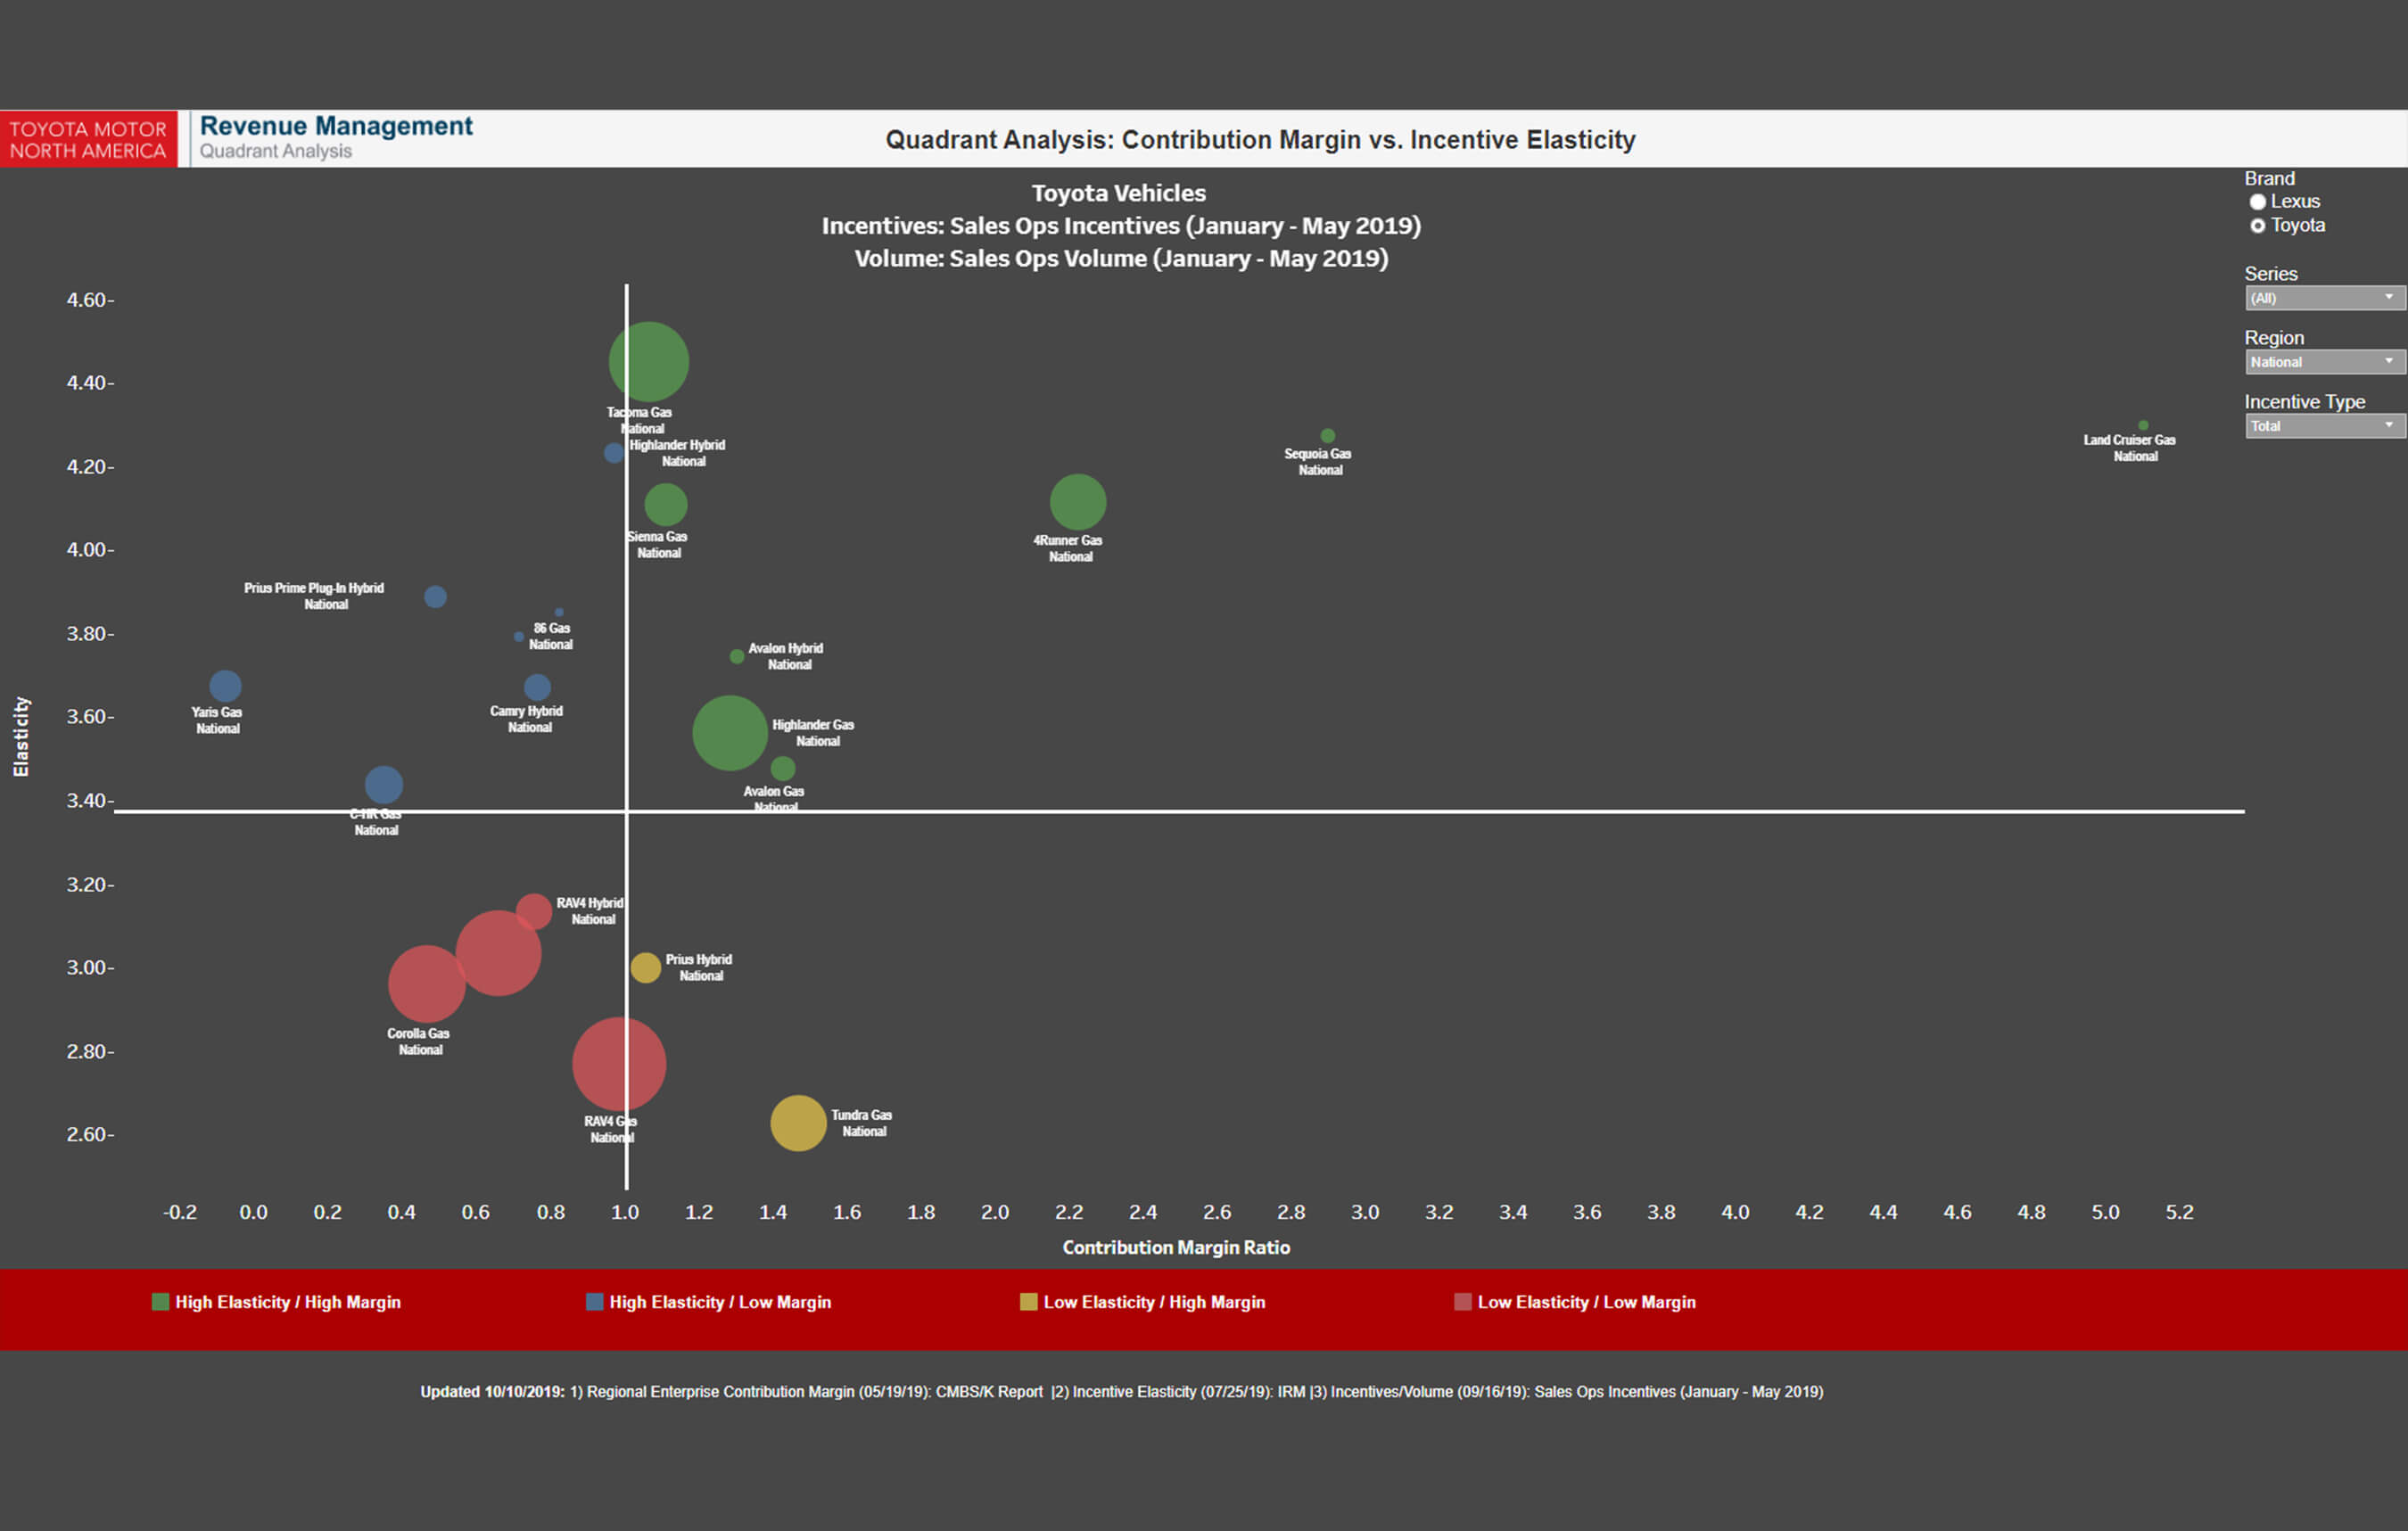 TOYOTA MOTOR
NORTH AMERICA
Revenue Management
Quadrant Analysis
Quadrant Analysis: Contribution Margin vs. Incentive Elasticity
Toyota Vehicles
Incentives: Sales Ops Incentives (January - May 2019)
Volume: Sales Ops Volume (January - May 2019)
Brand
Lexus
Toyota
Series
(All)
Region
National
Incentive Type
Total
Elasticity
4.60
4.40
4.20
4.00
3.80
3.60
3.40
3.20
3.00
2.80
2.60
Tacoma Gas
National
Highlander Hybrid
National
Sequoia Gas
National
Land Cruiser Gas
National
Sienna Gas
National
4Runner Gas
National
Prius Prime Plug-In Hybrid
National
86 Gas
National
Avalon Hybrid
National
Yaris Gas
National
Camry Hybrid
National
Highlander Gas
National
Avalon Gas
National
C-HR Gas
National
RAV4 Hybrid
National
Prius Hybrid
National
Corolla Gas
National
RAV4 Gas
National
Tundra Gas
National
-0.2 0.0 0.2 0.4 0.6 0.8 1.0 1.2 1.4 1.6 1.8 2.0 2.2 2.4 2.6 2.8 3.0 3.2 3.4 3.6 3.8 4.0 4.2 4.4 4.6 4.8 5.0 5.2
Contribution Margin Ratio
High Elasticity / High Margin
High Elasticity / Low Margin
Low Elasticity / High Margin
Low Elasticity / Low Margin
Updated 10/10/2019: 1) Regional Enterprise Contribution Margin (05/19/19): CMBS/K Report |2) Incentive Elasticity (07/25/19): IRM |3) Incentives/Volume (09/16/19): Sales Ops Incentives (January - May 2019)